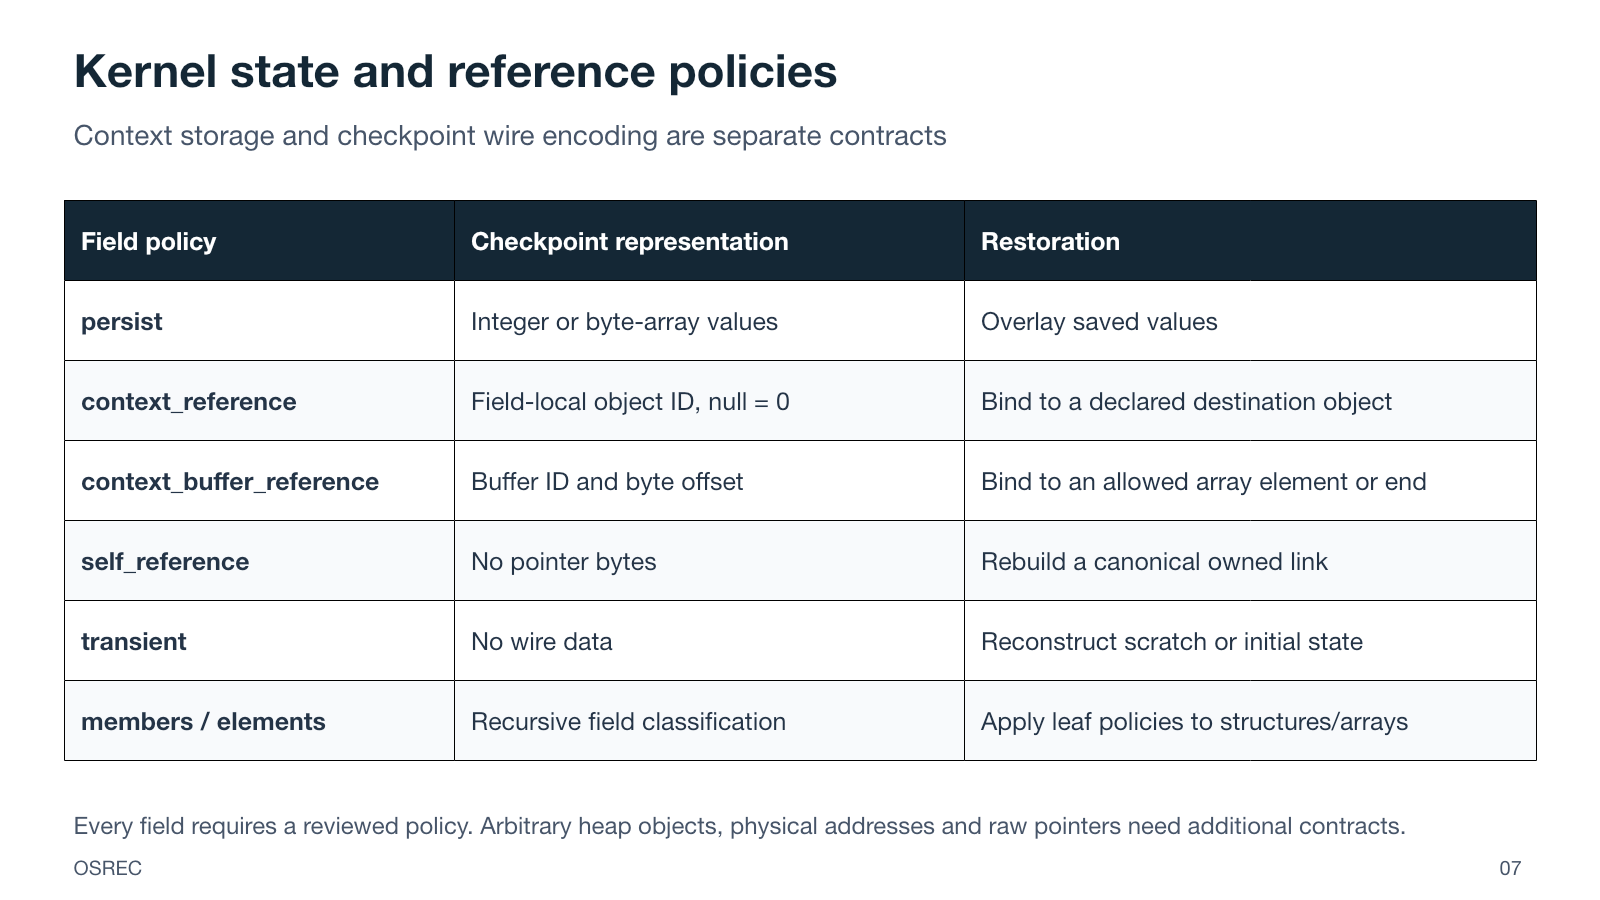 Kernel state and reference policies
Context storage and checkpoint wire encoding are separate contracts
Field policy Checkpoint representation Restoration
persist Integer or byte-array values Overlay saved values
context_reference Field-local object ID, null = 0 Bind to a declared destination object
context_buffer_reference Buffer ID and byte offset Bind to an allowed array element or end
self_reference No pointer bytes Rebuild a canonical owned link
transient No wire data Reconstruct scratch or initial state
members / elements Recursive field classification Apply leaf policies to structures/arrays
Every field requires a reviewed policy. Arbitrary heap objects, physical addresses and raw pointers need additional contracts.
OSREC 07